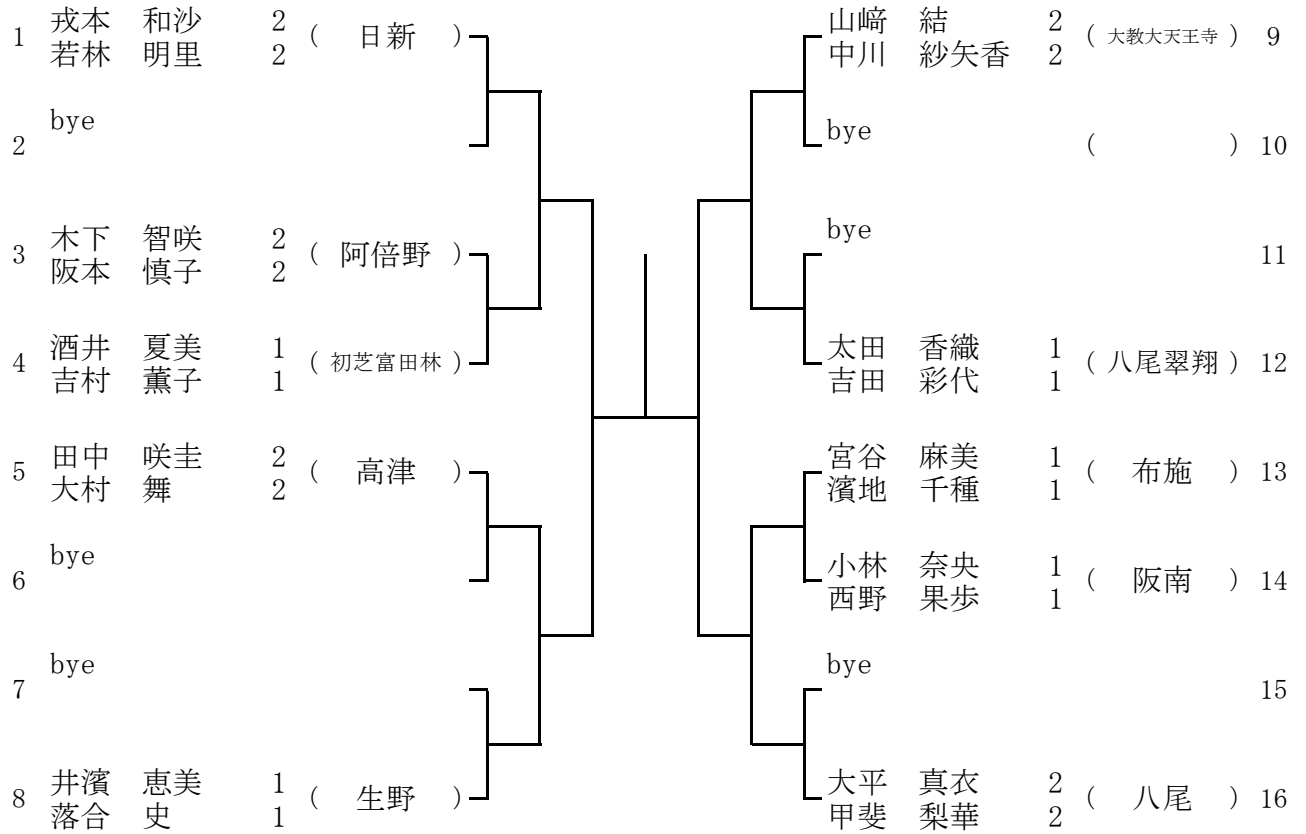 1 戎本 和沙 2 ( 日新 )
若林 明里 2
2 bye
3 木下 智咲 2 ( 阿倍野 )
阪本 慎子 2
4 酒井 夏美 1 ( 初芝富田林 )
吉村 薫子 1
5 田中 咲圭 2 ( 高津 )
大村 舞 2
6 bye
7 bye
8 井濱 恵美 1 ( 生野 )
落合 史 1
山﨑 結 2 ( 大教大天王寺 ) 9
中川 紗矢香 2
bye ( ) 10
bye 11
太田 香織 1 ( 八尾翠翔 ) 12
吉田 彩代 1
宮谷 麻美 1 ( 布施 ) 13
濱地 千種 1
小林 奈央 1 ( 阪南 ) 14
西野 果歩 1
bye 15
大平 真衣 2 ( 八尾 ) 16
甲斐 梨華 2